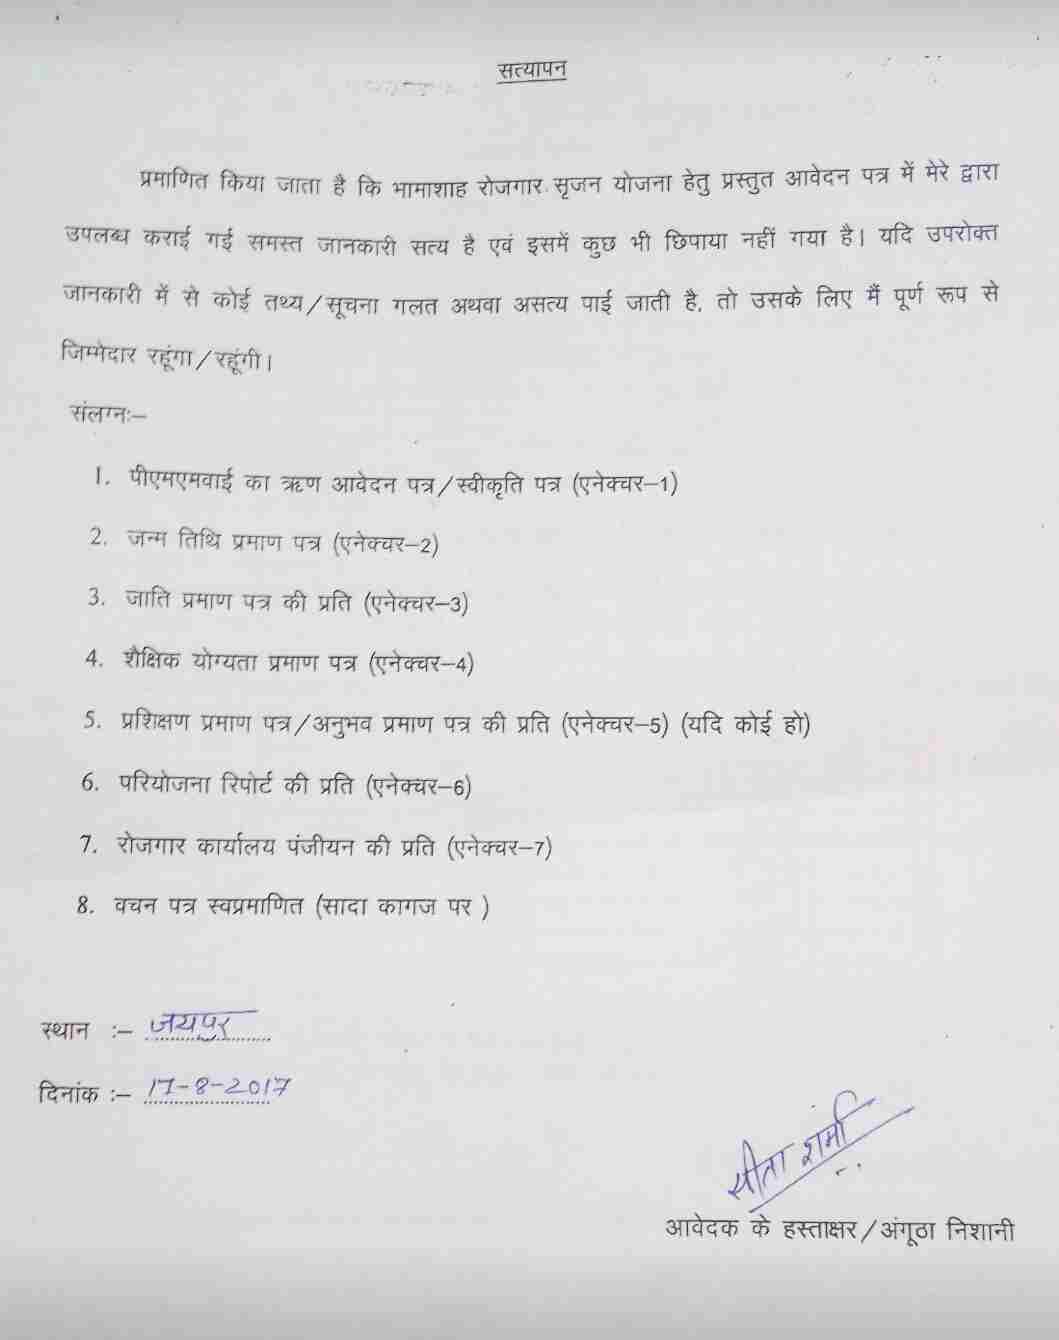 सत्यापन
प्रमाणित किया जाता है कि भामाशाह रोजगार सृजन योजना हेतु प्रस्तुत आवेदन पत्र में मेरे द्वारा
उपलब्ध कराई गई समस्त जानकारी सत्य है एवं इसमें कुछ भी छिपाया नहीं गया है। यदि उपरोक्त
जानकारी में से कोई तथ्य/सूचना गलत अथवा असत्य पाई जाती है, तो उसके लिए मैं पूर्ण रूप से
जिम्मेदार रहूंगा/रहूंगी।
संलग्नः–
1. पीएमएमवाई का ऋण आवेदन पत्र/स्वीकृति पत्र (एनेक्चर–1)
2. जन्म तिथि प्रमाण पत्र (एनेक्चर–2)
3. जाति प्रमाण पत्र की प्रति (एनेक्चर–3)
4. शैक्षिक योग्यता प्रमाण पत्र (एनेक्चर–4)
5. प्रशिक्षण प्रमाण पत्र/अनुभव प्रमाण पत्र की प्रति (एनेक्चर–5) (यदि कोई हो)
6. परियोजना रिपोर्ट की प्रति (एनेक्चर–6)
7. रोजगार कार्यालय पंजीयन की प्रति (एनेक्चर–7)
8. वचन पत्र स्वप्रमाणित (सादा कागज पर )
स्थान :– जयपुर
दिनांक :– 17-8-2017
सीता शर्मा
आवेदक के हस्ताक्षर/अंगूठा निशानी